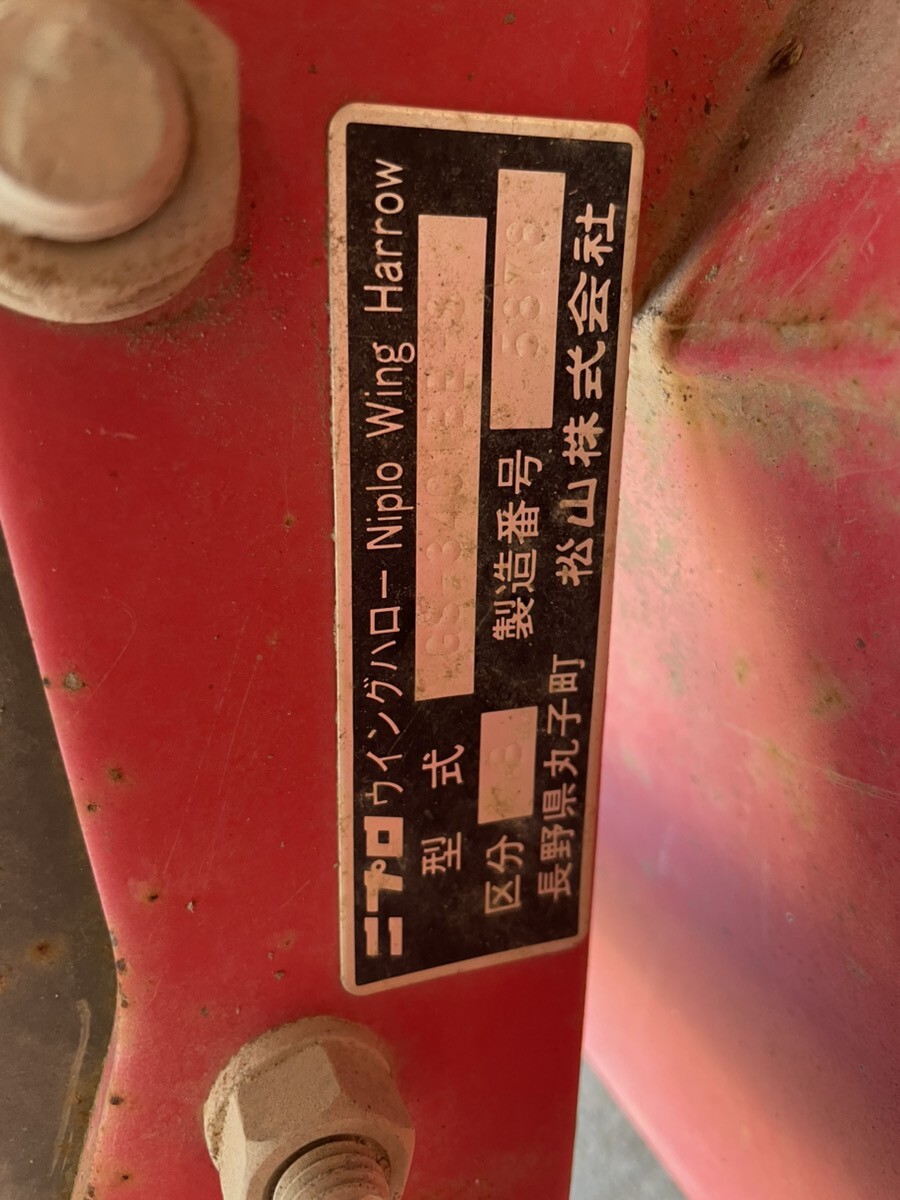 ニプロ ウイングハロー Niplo Wing Harrow
型式
区分 製造番号
長野県丸子町 松山株式会社